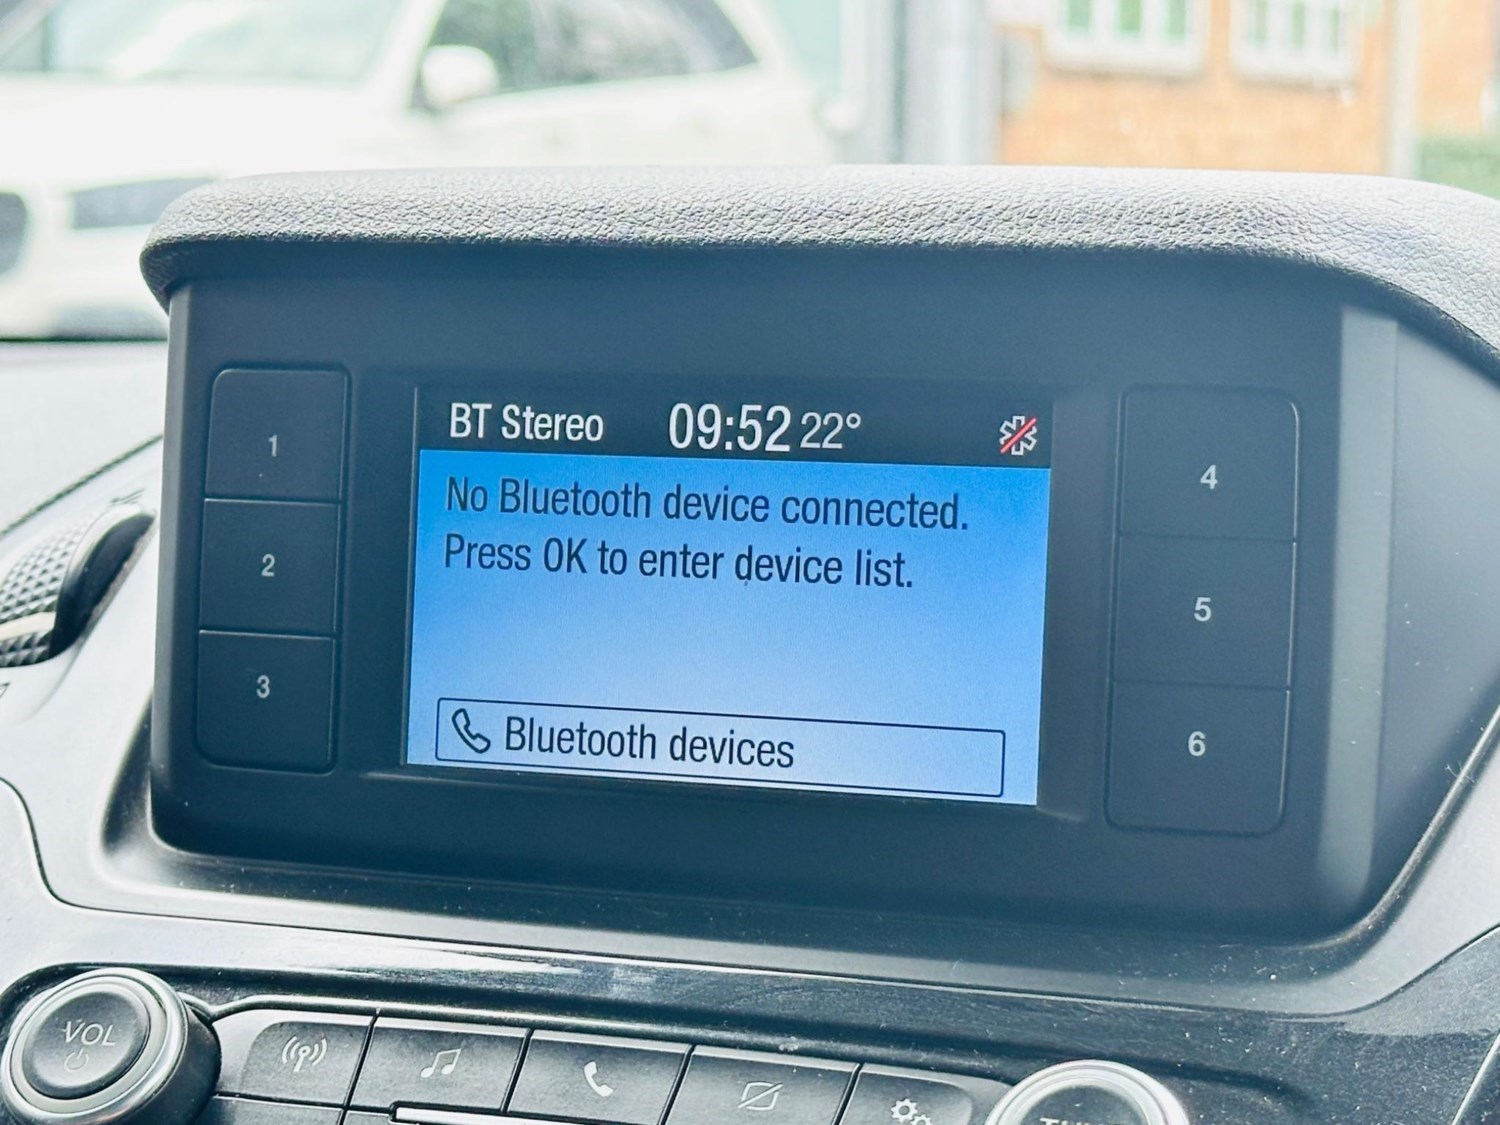 BT Stereo 09:52 22°
No Bluetooth device connected.
Press OK to enter device list.
Bluetooth devices
1
2
3
4
5
6
VOL